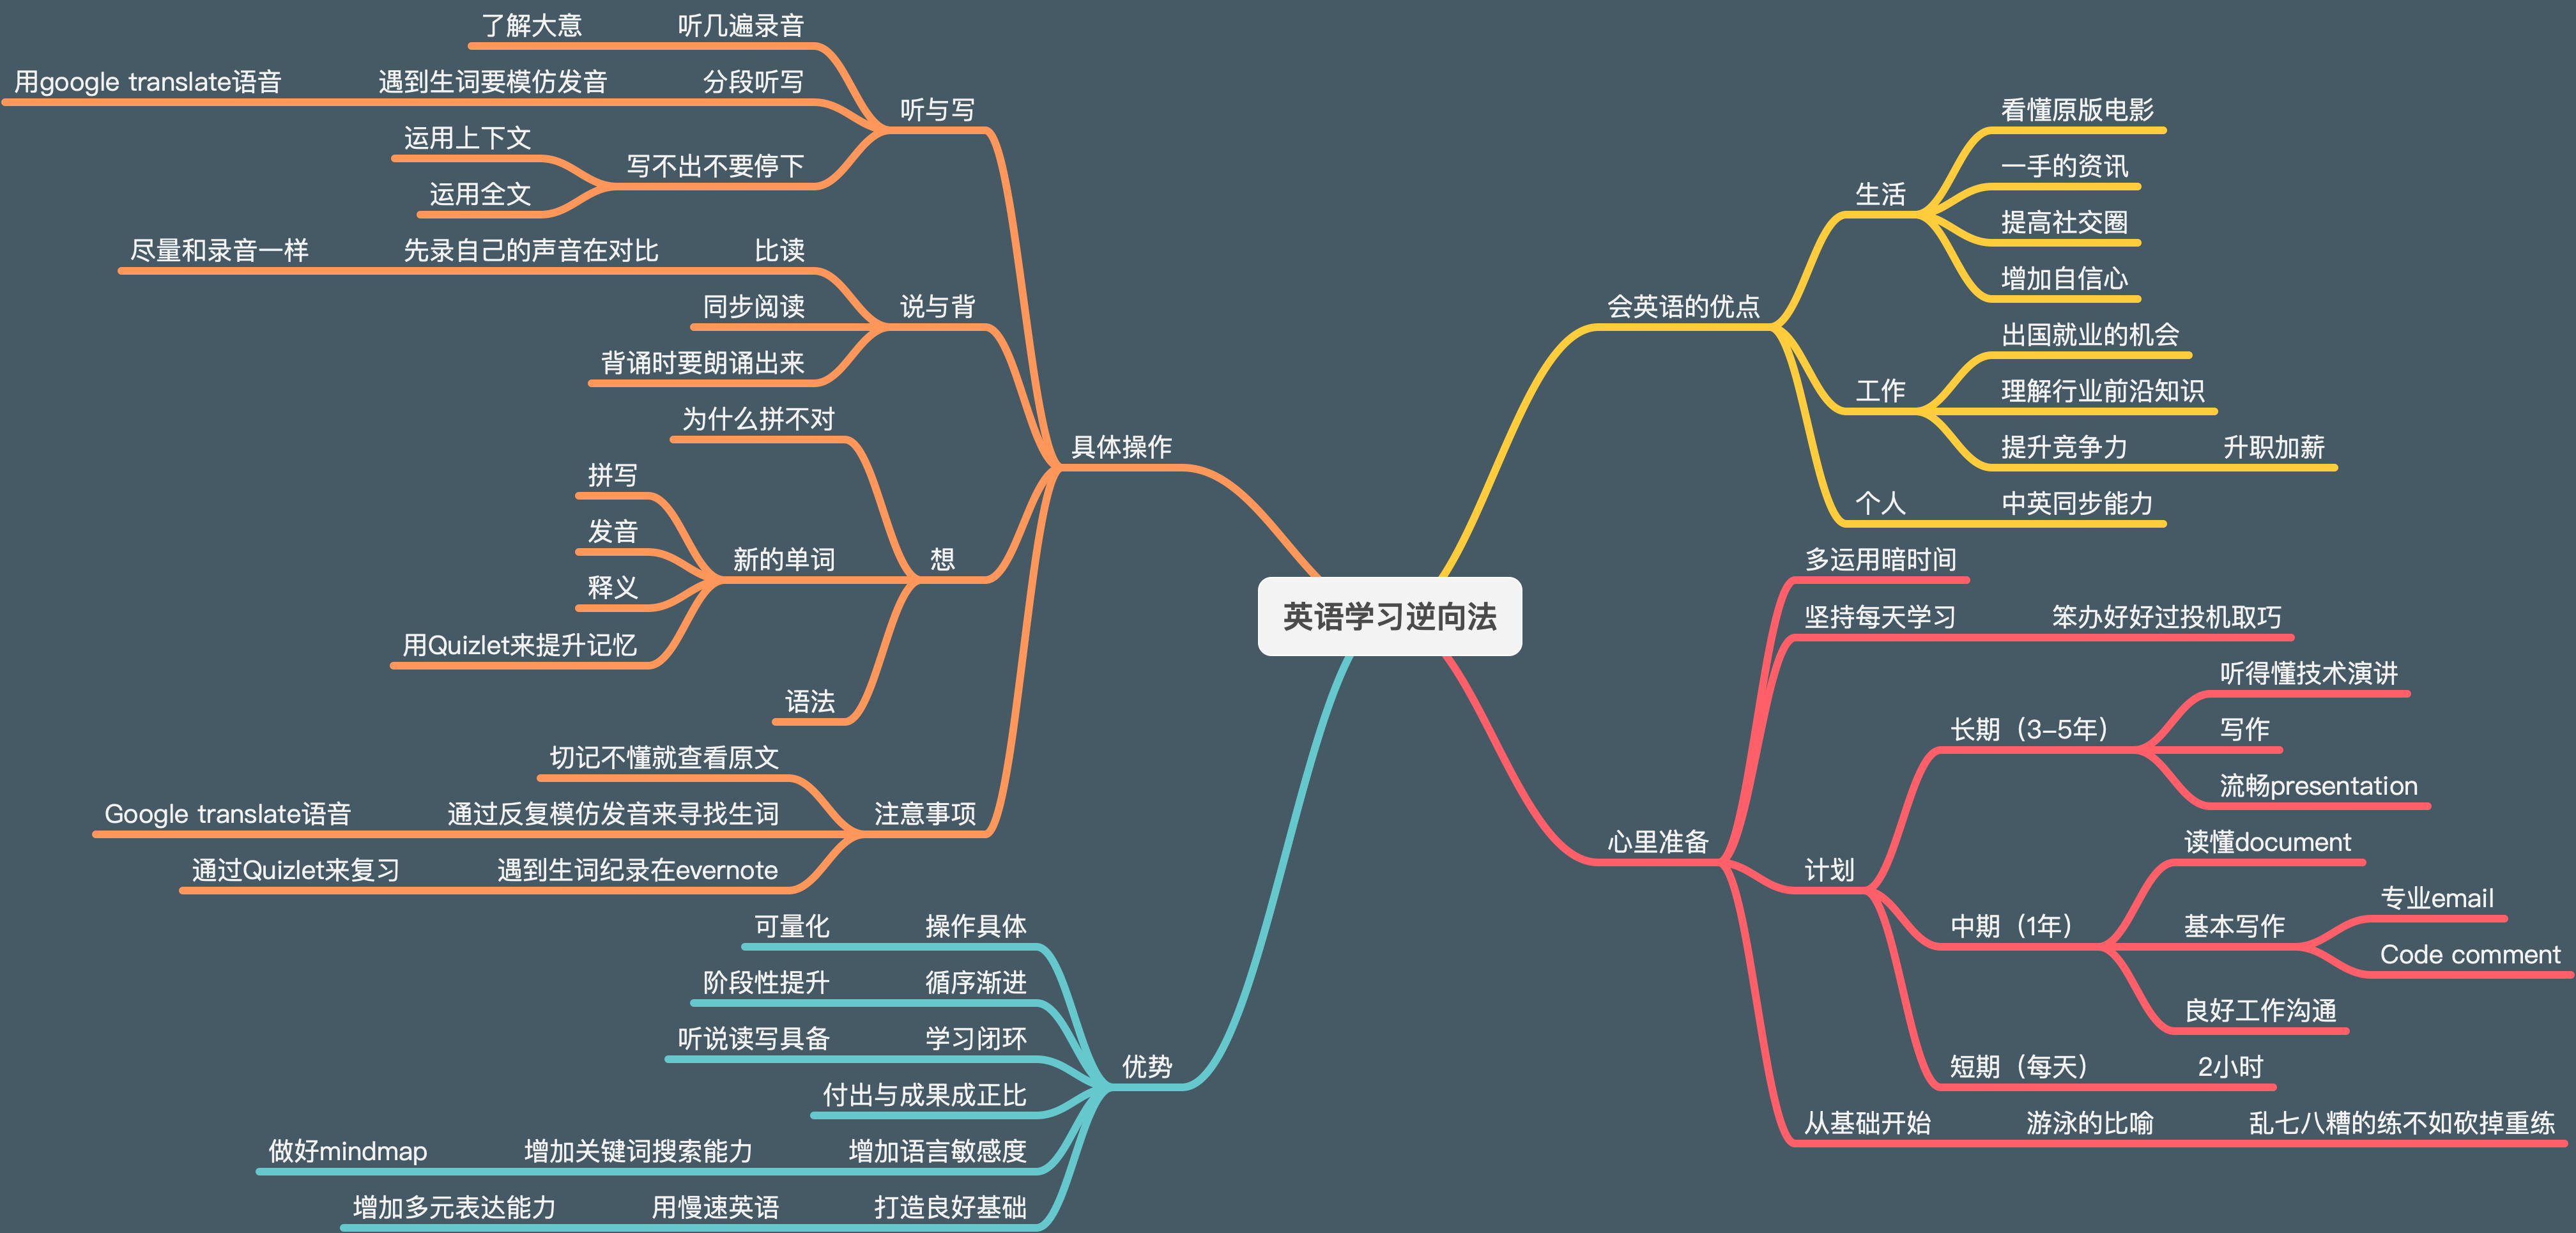 英语学习逆向法
会英语的优点
生活
看懂原版电影
一手的资讯
提高社交圈
增加自信心
工作
出国就业的机会
理解行业前沿知识
提升竞争力
升职加薪
个人
中英同步能力
心里准备
多运用暗时间
坚持每天学习
笨办好好过投机取巧
计划
长期（3-5年）
听得懂技术演讲
写作
流畅presentation
中期（1年）
读懂document
基本写作
专业email
Code comment
良好工作沟通
短期（每天）
2小时
从基础开始
游泳的比喻
乱七八糟的练不如砍掉重练
具体操作
听与写
听几遍录音
了解大意
分段听写
遇到生词要模仿发音
用google translate语音
写不出不要停下
运用上下文
运用全文
说与背
比读
先录自己的声音在对比
尽量和录音一样
同步阅读
背诵时要朗诵出来
想
为什么拼不对
新的单词
拼写
发音
释义
用Quizlet来提升记忆
语法
注意事项
切记不懂就查看原文
通过反复模仿发音来寻找生词
Google translate语音
遇到生词纪录在evernote
通过Quizlet来复习
优势
操作具体
可量化
循序渐进
阶段性提升
学习闭环
听说读写具备
付出与成果成正比
增加语言敏感度
增加关键词搜索能力
做好mindmap
打造良好基础
用慢速英语
增加多元表达能力